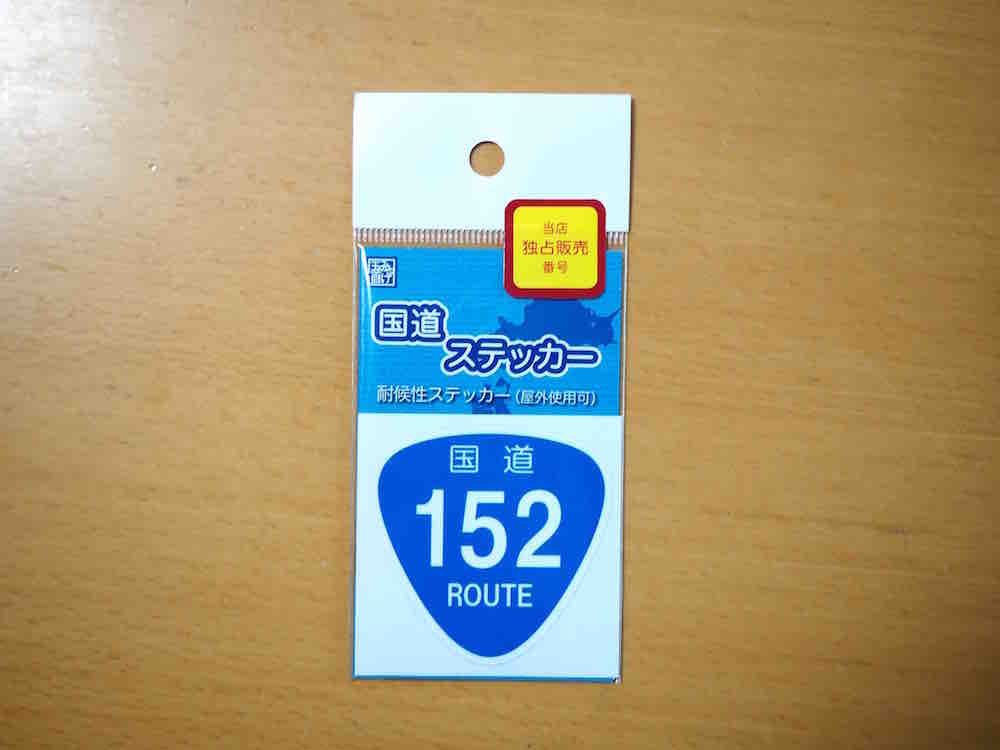 当店
独占販売
番号
国道
ステッカー
耐候性ステッカー(屋外使用可)
国道
152
ROUTE